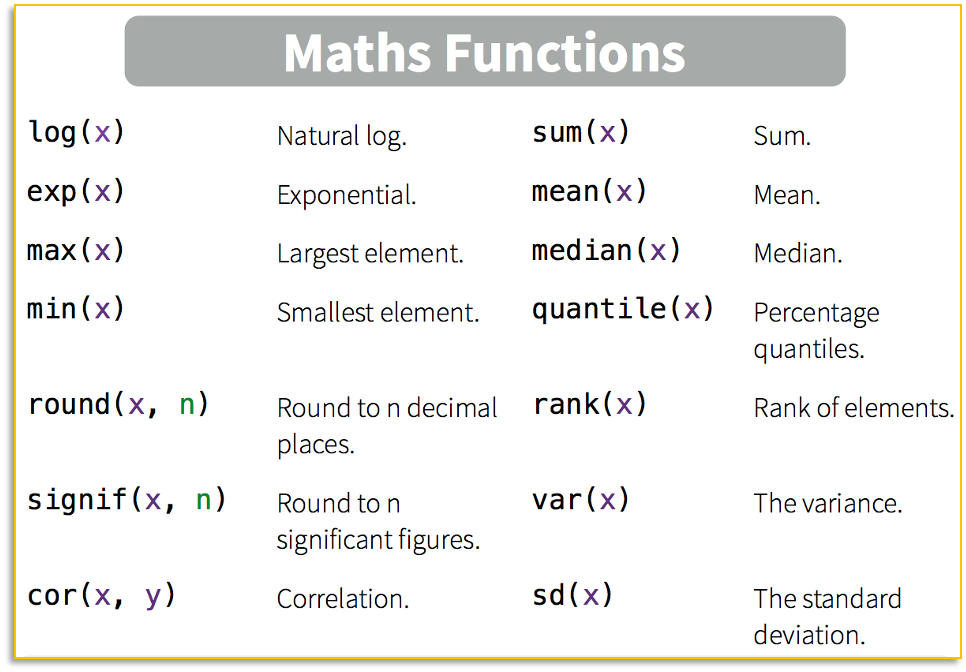 Maths Functions
log(x) Natural log. sum(x) Sum.
exp(x) Exponential. mean(x) Mean.
max(x) Largest element. median(x) Median.
min(x) Smallest element. quantile(x) Percentage
quantiles.
round(x, n) Round to n decimal rank(x) Rank of elements.
places.
signif(x, n) Round to n var(x) The variance.
significant figures.
cor(x, y) Correlation. sd(x) The standard
deviation.